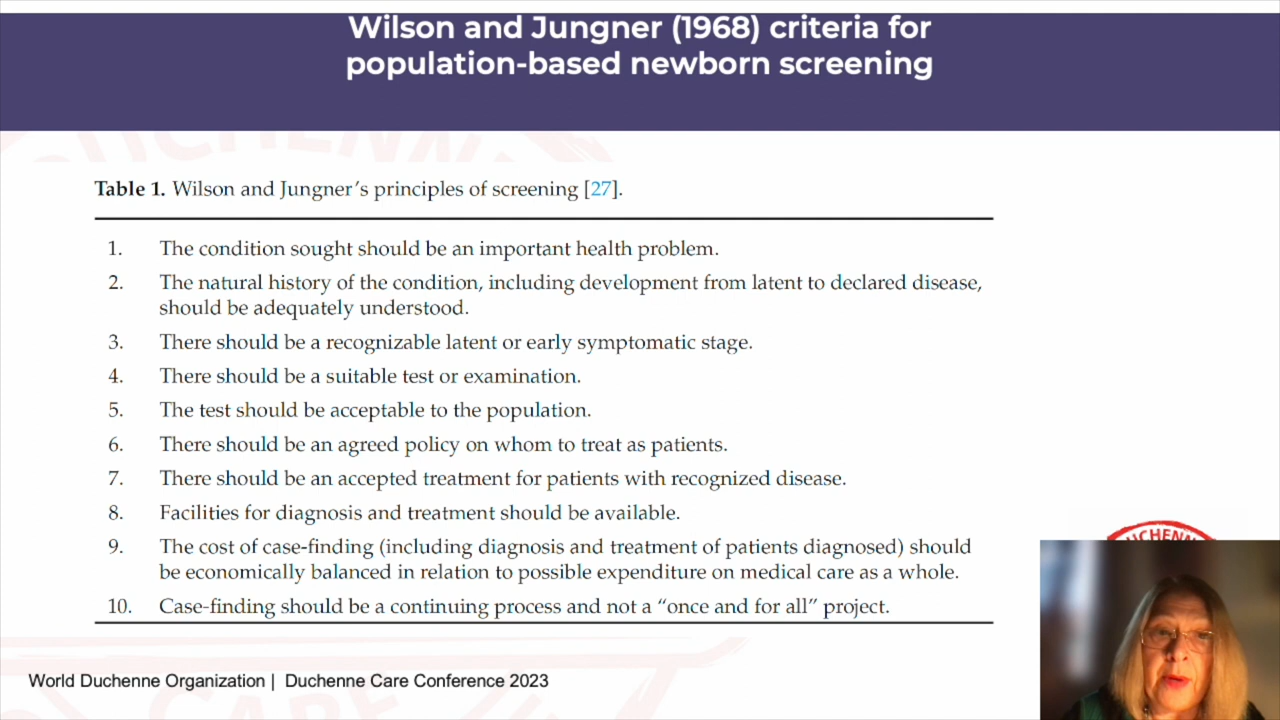 Wilson and Jungner (1968) criteria for
population-based newborn screening
Table 1. Wilson and Jungner's principles of screening [27].
1. The condition sought should be an important health problem.
2. The natural history of the condition, including development from latent to declared disease,
should be adequately understood.
3. There should be a recognizable latent or early symptomatic stage.
4. There should be a suitable test or examination.
5. The test should be acceptable to the population.
6. There should be an agreed policy on whom to treat as patients.
7. There should be an accepted treatment for patients with recognized disease.
8. Facilities for diagnosis and treatment should be available.
9. The cost of case-finding (including diagnosis and treatment of patients diagnosed) should
be economically balanced in relation to possible expenditure on medical care as a whole.
10. Case-finding should be a continuing process and not a “once and for all” project.
World Duchenne Organization | Duchenne Care Conference 2023